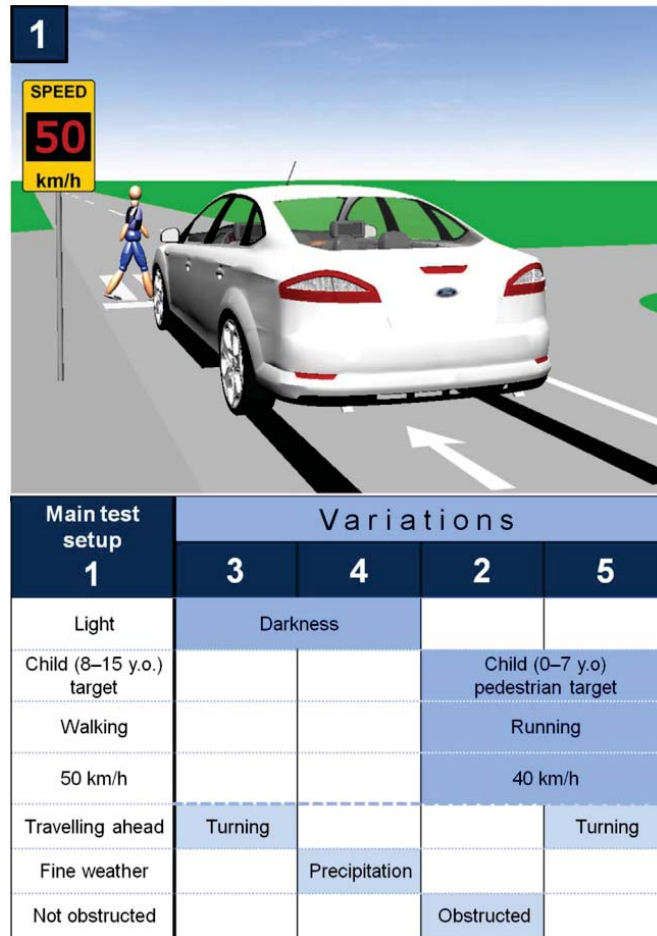 1
SPEED
50
km/h
Main test
setup
1
Variations
3 4 2 5
Light Darkness
Child (8–15 y.o.)
target
Child (0–7 y.o)
pedestrian target
Walking Running
50 km/h 40 km/h
Travelling ahead Turning Turning
Fine weather Precipitation
Not obstructed Obstructed